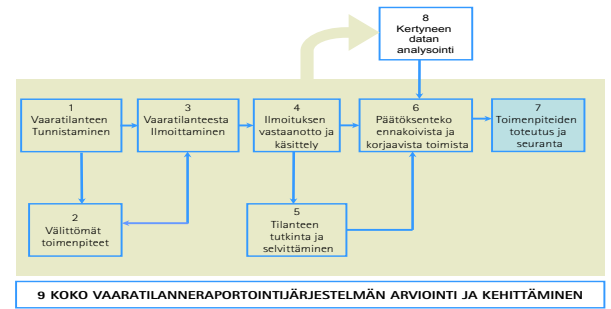 8
Kertyneen
datan
analysointi
1
Vaaratilanteen
Tunnistaminen
3
Vaaratilanteesta
Ilmoittaminen
4
Ilmoituksen
vastaanotto ja
käsittely
6
Päätöksenteko
ennakoivista ja
korjaavista toimista
7
Toimenpiteiden
toteutus ja
seuranta
2
Välittömät
toimenpiteet
5
Tilanteen
tutkinta ja
selvittäminen
9 KOKO VAARATILANNERAPORTOINTIJÄRJESTELMÄN ARVIOINTI JA KEHITTÄMINEN